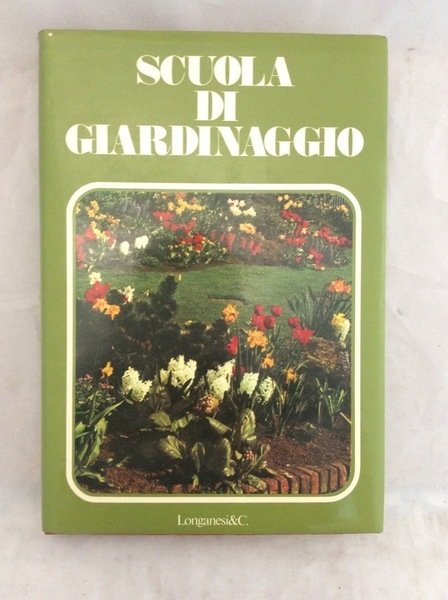 SCUOLA
DI
GIARDINAGGIO
Longanesi&C.